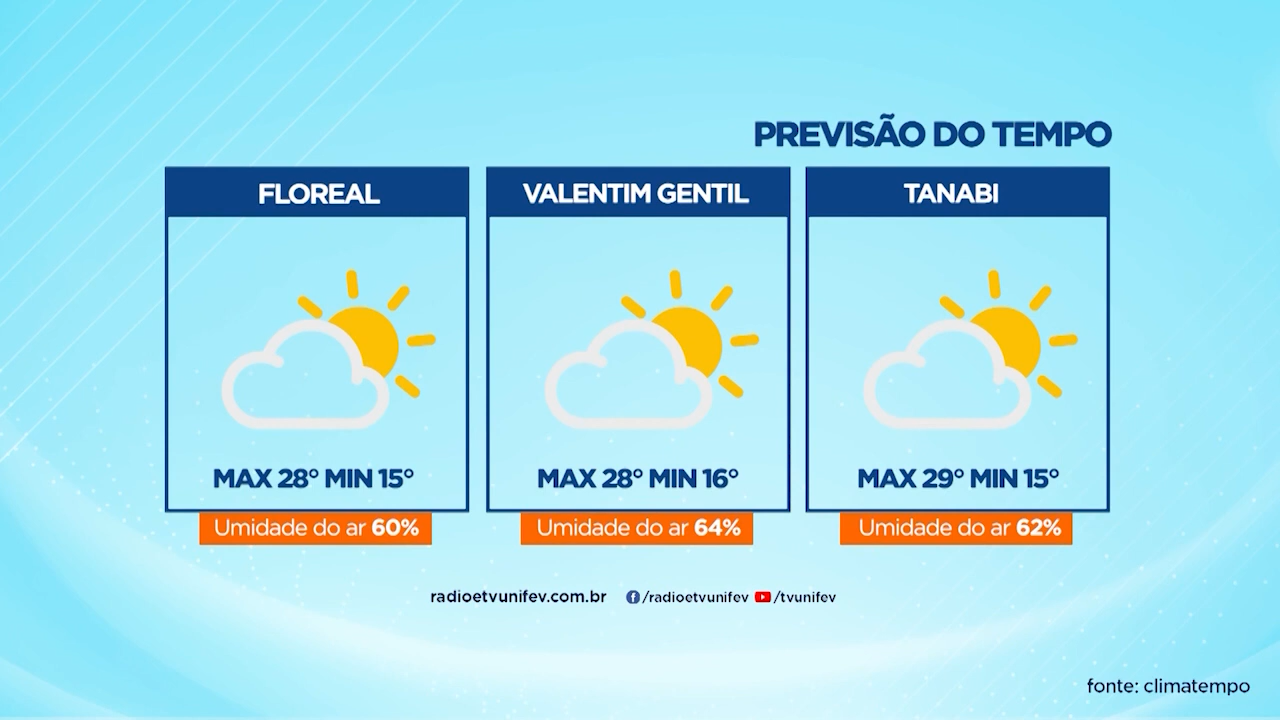 PREVISÃO DO TEMPO
FLOREAL
MAX 28° MIN 15°
Umidade do ar 60%
VALENTIM GENTIL
MAX 28° MIN 16°
Umidade do ar 64%
TANABI
MAX 29° MIN 15°
Umidade do ar 62%
radioetvunifev.com.br /radioetvunifev /tvunifev
fonte: climatempo